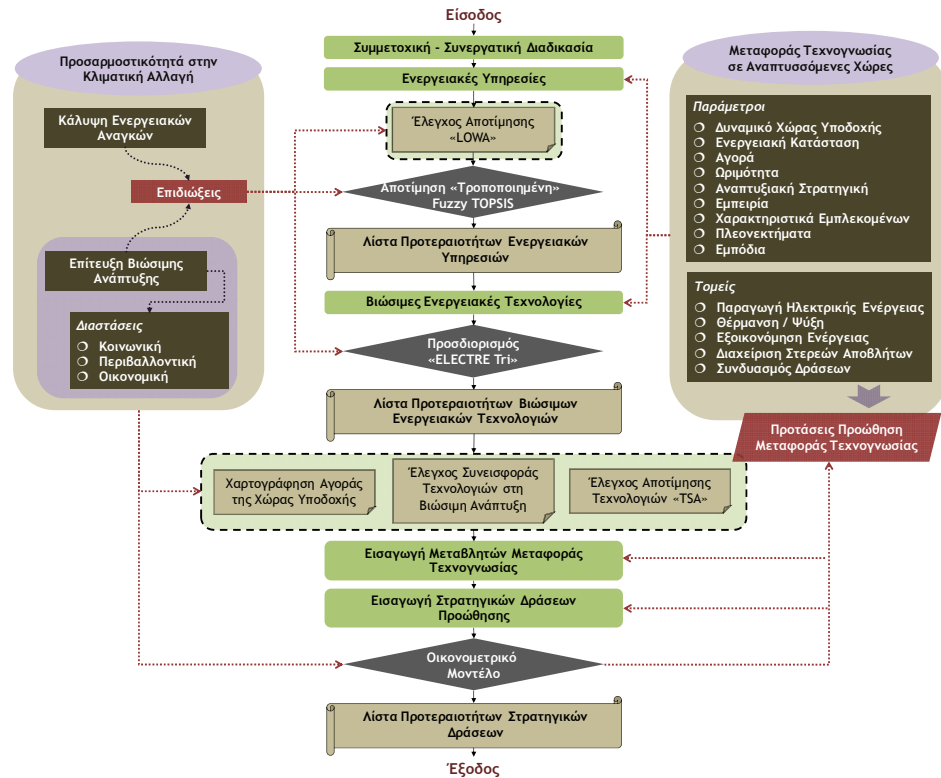 Είσοδος
Συμμετοχική - Συνεργατική Διαδικασία
Ενεργειακές Υπηρεσίες
Έλεγχος Αποτίμησης
«LOWA»
Αποτίμηση «Τροποποιημένη»
Fuzzy TOPSIS
Λίστα Προτεραιοτήτων Ενεργειακών
Υπηρεσιών
Βιώσιμες Ενεργειακές Τεχνολογίες
Προσδιορισμός
«ELECTRE Tri»
Λίστα Προτεραιοτήτων Βιώσιμων
Ενεργειακών Τεχνολογιών
Χαρτογράφηση Αγοράς
της Χώρας Υποδοχής
Έλεγχος Συνεισφοράς
Τεχνολογιών στη
Βιώσιμη Ανάπτυξη
Έλεγχος Αποτίμησης
Τεχνολογιών «TSA»
Εισαγωγή Μεταβλητών Μεταφοράς
Τεχνογνωσίας
Εισαγωγή Στρατηγικών Δράσεων
Προώθησης
Οικονομετρικό
Μοντέλο
Λίστα Προτεραιοτήτων Στρατηγικών
Δράσεων
Έξοδος
Προσαρμοστικότητά στην
Κλιματική Αλλαγή
Κάλυψη Ενεργειακών
Αναγκών
Επιδιώξεις
Επίτευξη Βιώσιμης
Ανάπτυξης
Διαστάσεις
Κοινωνική
Περιβαλλοντική
Οικονομική
Μεταφοράς Τεχνογνωσίας
σε Αναπτυσσόμενες Χώρες
Παράμετροι
Δυναμικό Χώρας Υποδοχής
Ενεργειακή Κατάσταση
Αγορά
Ωριμότητα
Αναπτυξιακή Στρατηγική
Εμπειρία
Χαρακτηριστικά Εμπλεκομένων
Πλεονεκτήματα
Εμπόδια
Τομείς
Παραγωγή Ηλεκτρικής Ενέργειας
Θέρμανση / Ψύξη
Εξοικονόμηση Ενέργειας
Διαχείριση Στερεών Αποβλήτων
Συνδυασμός Δράσεων
Προτάσεις Προώθηση
Μεταφοράς Τεχνογνωσίας